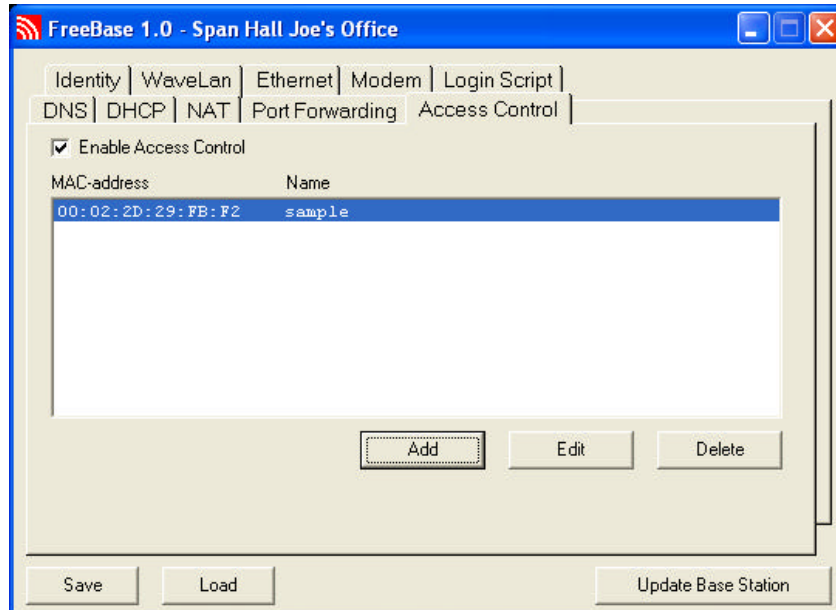 FreeBase 1.0 - Span Hall Joe's Office
Identity WaveLan Ethernet Modem Login Script
DNS DHCP NAT Port Forwarding Access Control
Enable Access Control
MAC-address Name
00:02:2D:29:FB:F2 sample
Add Edit Delete
Save Load Update Base Station